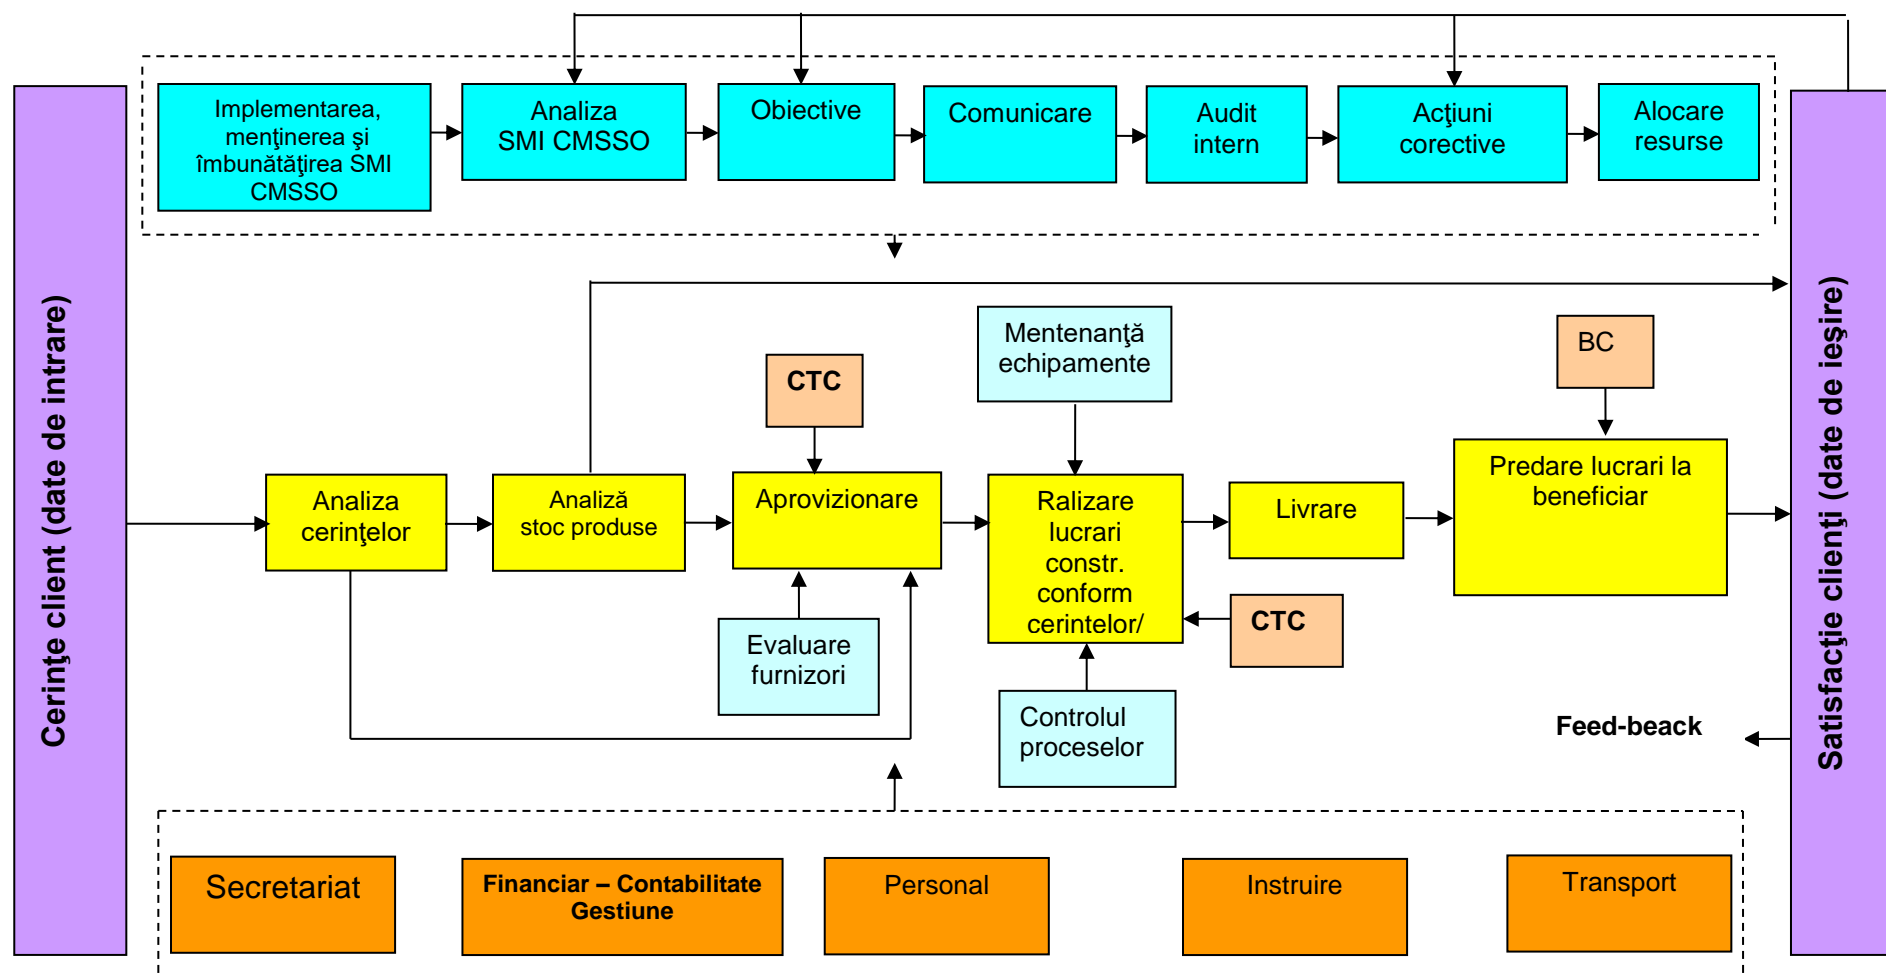 Implementarea,
menţinerea şi
îmbunătăţirea SMI
CMSSO
Analiza
SMI CMSSO
Obiective
Comunicare
Audit
intern
Acţiuni
corective
Alocare
resurse
Cerinţe client (date de intrare)
Satisfacţie clienţi (date de ieşire)
Mentenanţă
echipamente
BC
CTC
Analiza
cerinţelor
Analiză
stoc produse
Aprovizionare
Ralizare
lucrari
constr.
conform
cerintelor/
Livrare
Predare lucrari la
beneficiar
CTC
Evaluare
furnizori
Controlul
proceselor
Feed-beack
Secretariat
Financiar – Contabilitate
Gestiune
Personal
Instruire
Transport